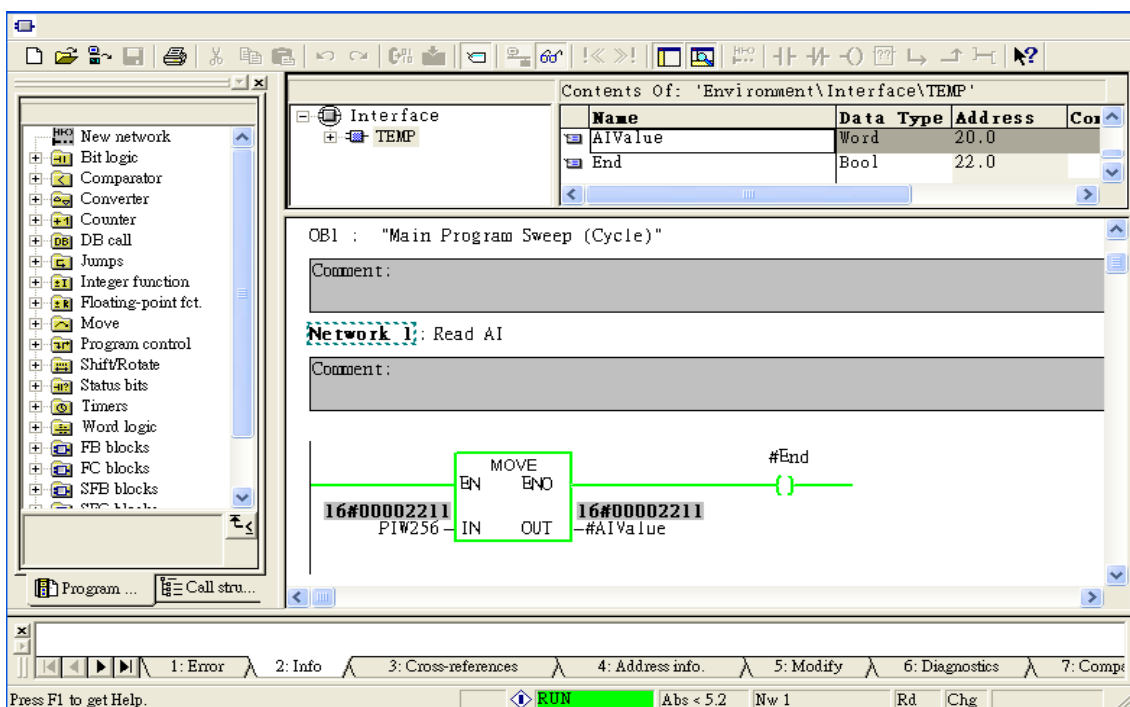 Contents Of: 'Environment\Interface\TEMP'
Interface
TEMP
Name Data Type Address
AIValue Word 20.0
End Bool 22.0
New network
Bit logic
Comparator
Converter
Counter
DB call
Jumps
Integer function
Floating-point fct.
Move
Program control
Shift/Rotate
Status bits
Timers
Word logic
FB blocks
FC blocks
SFB blocks
Program ...
Call stru...
OB1 : "Main Program Sweep (Cycle)"
Comment:
Network 1: Read AI
Comment:
MOVE
#End
EN ENO
( )
16#00002211 16#00002211
PIW256 IN OUT #AIValue
1: Error 2: Info 3: Cross-references 4: Address info. 5: Modify 6: Diagnostics 7: Compa
Press F1 to get Help. RUN Abs < 5.2 Nw 1 Rd Chg